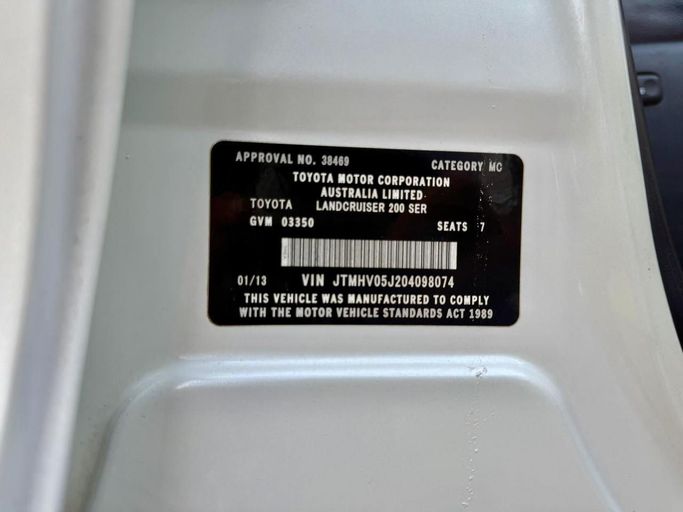 APPROVAL NO. 38469 CATEGORY MC
TOYOTA MOTOR CORPORATION
AUSTRALIA LIMITED
TOYOTA LANDCRUISER 200 SER
GVM 03350 SEATS 7
01/13 VIN JTMHV05J204098074
THIS VEHICLE WAS MANUFACTURED TO COMPLY
WITH THE MOTOR VEHICLE STANDARDS ACT 1989